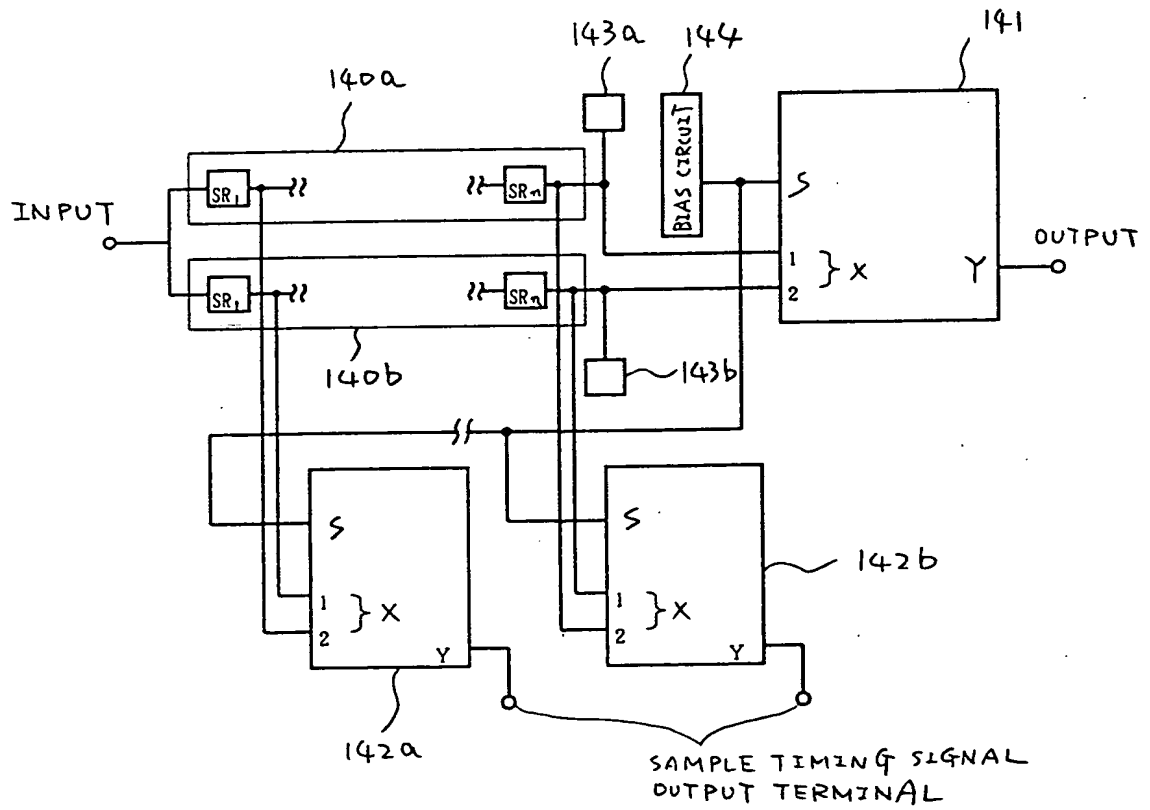 143a
144
141
140a
BIAS CIRCUIT
SR1
SRn
S
INPUT
OUTPUT
1
} X
Y
2
SR1
SRn
140b
143b
S
S
142b
1
} X
2
1
} X
2
Y
Y
142a
SAMPLE TIMING SIGNAL
OUTPUT TERMINAL